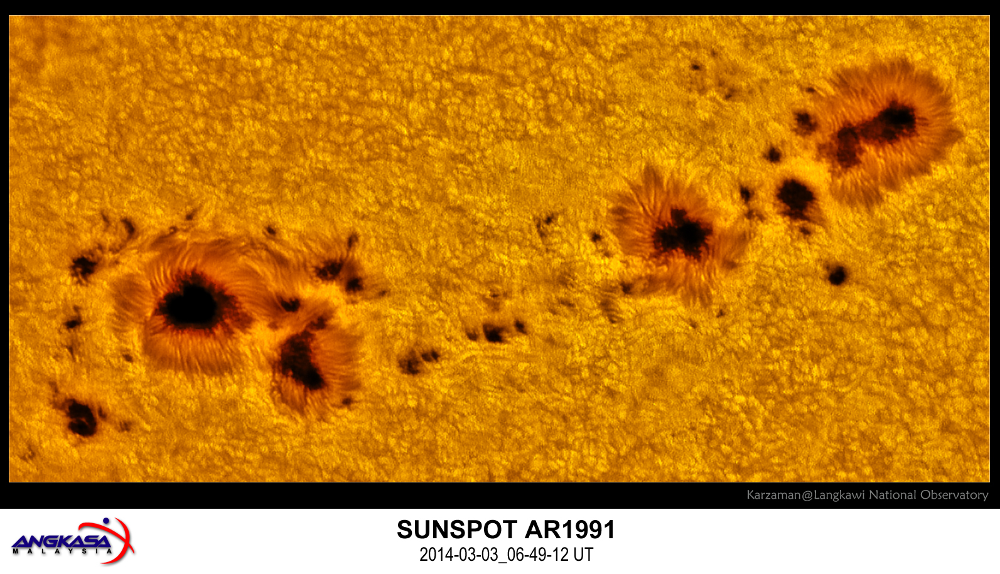 Karzaman@Langkawi National Observatory
ANGKASA
MALAYSIA
SUNSPOT AR1991
2014-03-03_06-49-12 UT